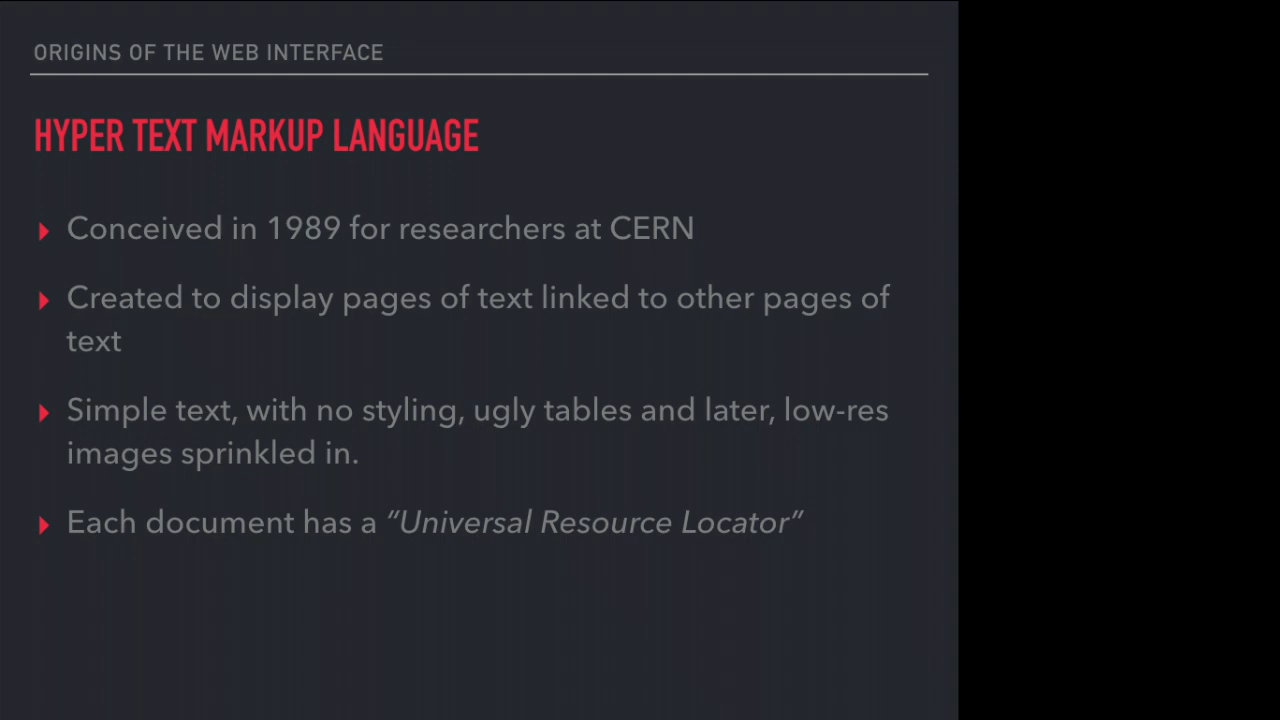 ORIGINS OF THE WEB INTERFACE
HYPER TEXT MARKUP LANGUAGE
Conceived in 1989 for researchers at CERN
Created to display pages of text linked to other pages of
text
Simple text, with no styling, ugly tables and later, low-res
images sprinkled in.
Each document has a “Universal Resource Locator”